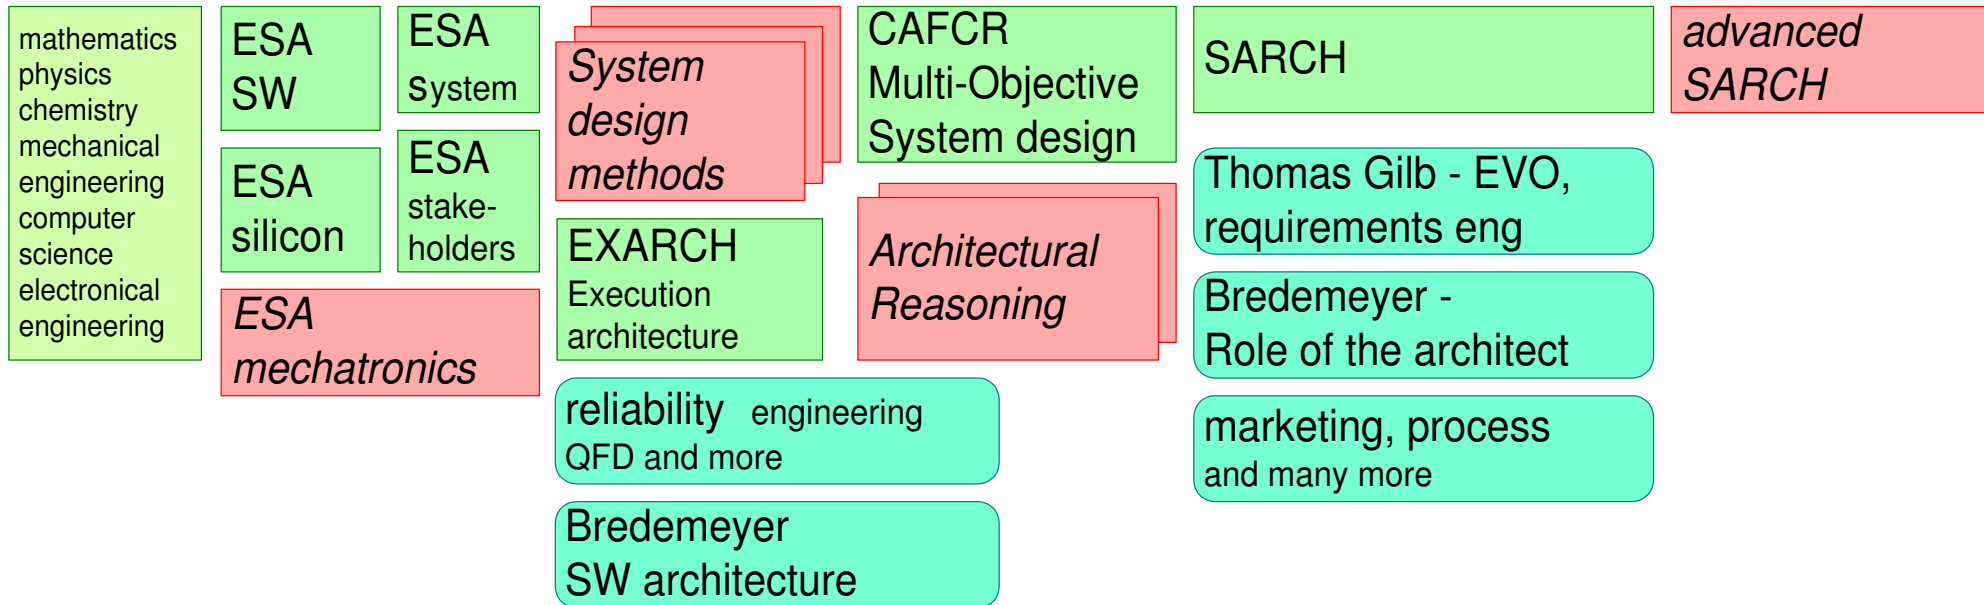 mathematics
physics
chemistry
mechanical
engineering
computer
science
electronical
engineering
ESA
SW
ESA
silicon
ESA
system
ESA
stake-
holders
ESA
mechatronics
System
design
methods
EXARCH
Execution
architecture
reliability engineering
QFD and more
Bredemeyer
SW architecture
CAFCR
Multi-Objective
System design
Architectural
Reasoning
SARCH
Thomas Gilb - EVO,
requirements eng
Bredemeyer -
Role of the architect
marketing, process
and many more
advanced
SARCH